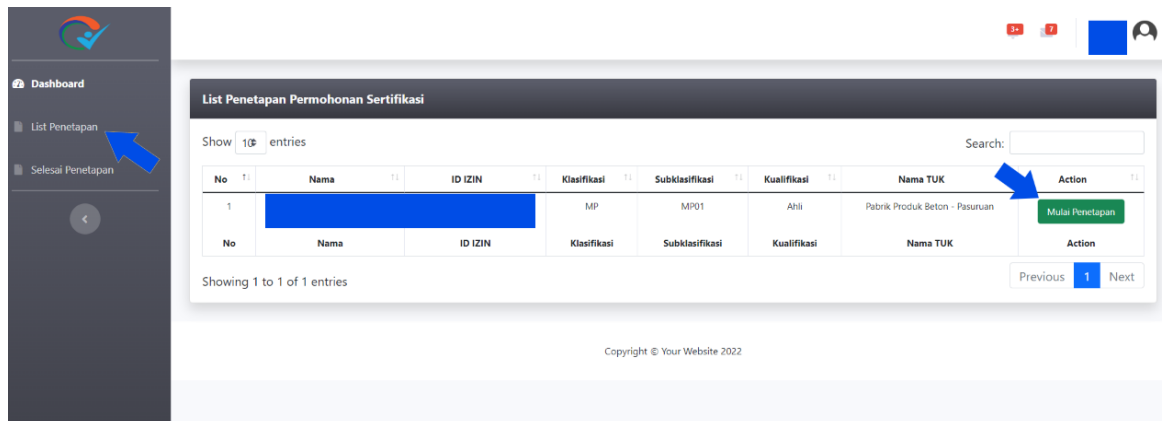 3+ 7
Dashboard
List Penetapan
Selesai Penetapan
List Penetapan Permohonan Sertifikasi
Show 10 entries
Search:
No Nama ID IZIN Klasifikasi Subklasifikasi Kualifikasi Nama TUK Action
1 MP MP01 Ahli Pabrik Produk Beton - Pasuruan Mulai Penetapan
No Nama ID IZIN Klasifikasi Subklasifikasi Kualifikasi Nama TUK Action
Showing 1 to 1 of 1 entries
Previous 1 Next
Copyright © Your Website 2022